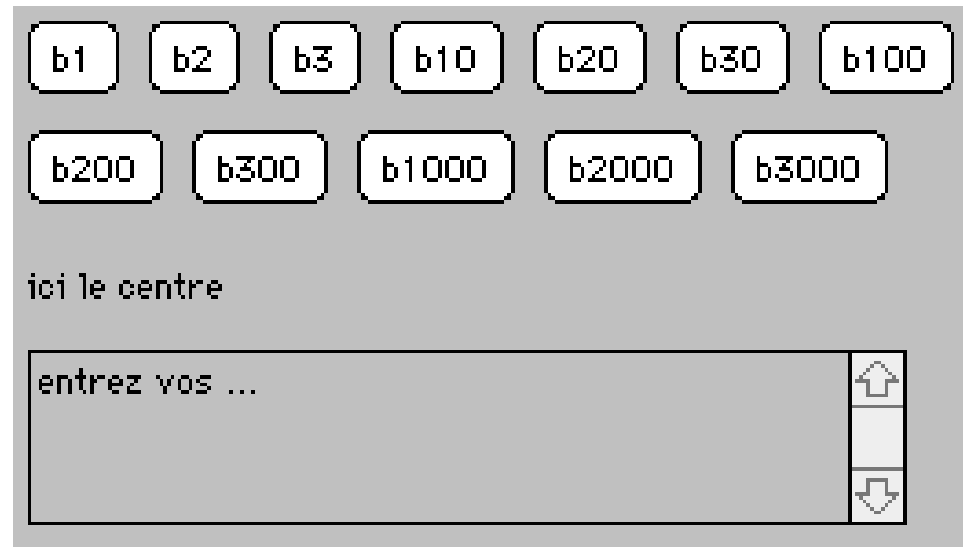 b1 b2 b3 b10 b20 b30 b100
b200 b300 b1000 b2000 b3000
ici le centre
entrez vos ...